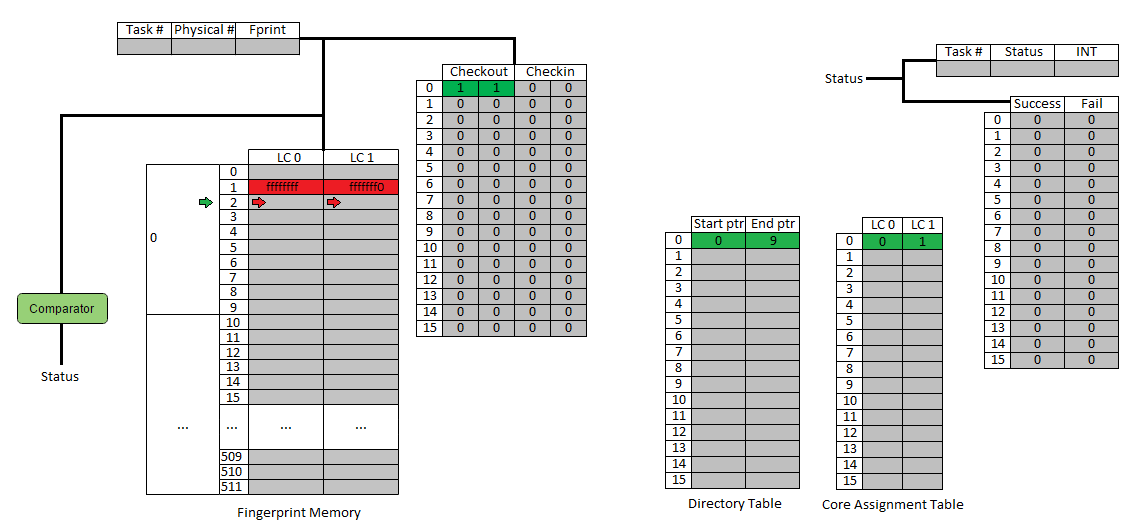 Task # Physical # Fprint
Checkout Checkin
0 1 1 0 0
1 0 0 0 0
2 0 0 0 0
3 0 0 0 0
4 0 0 0 0
5 0 0 0 0
6 0 0 0 0
7 0 0 0 0
8 0 0 0 0
9 0 0 0 0
10 0 0 0 0
11 0 0 0 0
12 0 0 0 0
13 0 0 0 0
14 0 0 0 0
15 0 0 0 0
LC 0 LC 1
0
1 ffffffff fffffff0
2
3
4
0
5
6
7
8
9
10
11
12
13
14
15
... ... ... ...
509
510
511
Fingerprint Memory
Comparator
Status
Start ptr End ptr
0 0 9
1
2
3
4
5
6
7
8
9
10
11
12
13
14
15
Directory Table
LC 0 LC 1
0 0 1
1
2
3
4
5
6
7
8
9
10
11
12
13
14
15
Core Assignment Table
Status
Task # Status INT
Success Fail
0 0 0
1 0 0
2 0 0
3 0 0
4 0 0
5 0 0
6 0 0
7 0 0
8 0 0
9 0 0
10 0 0
11 0 0
12 0 0
13 0 0
14 0 0
15 0 0